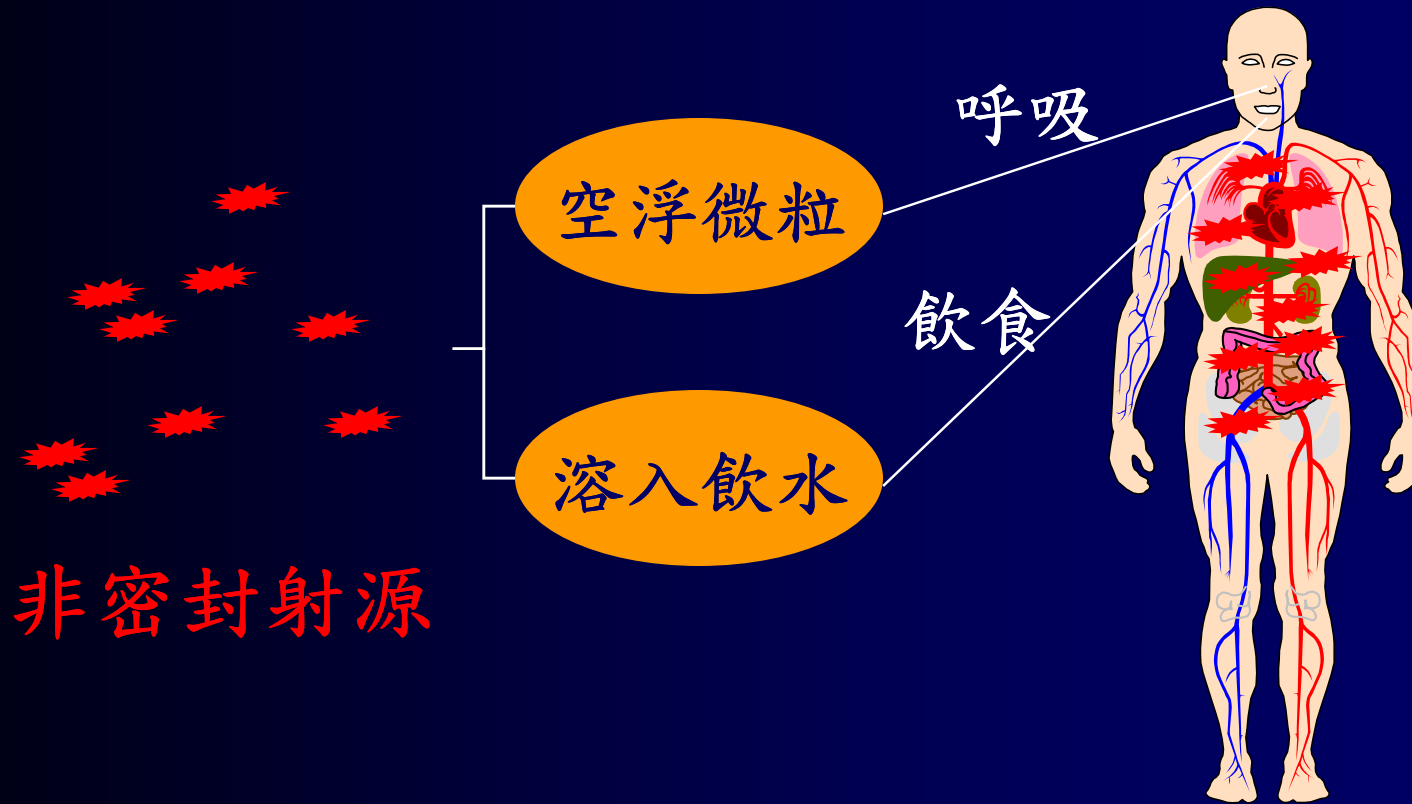 呼吸
空浮微粒
飲食
溶入飲水
非密封射源